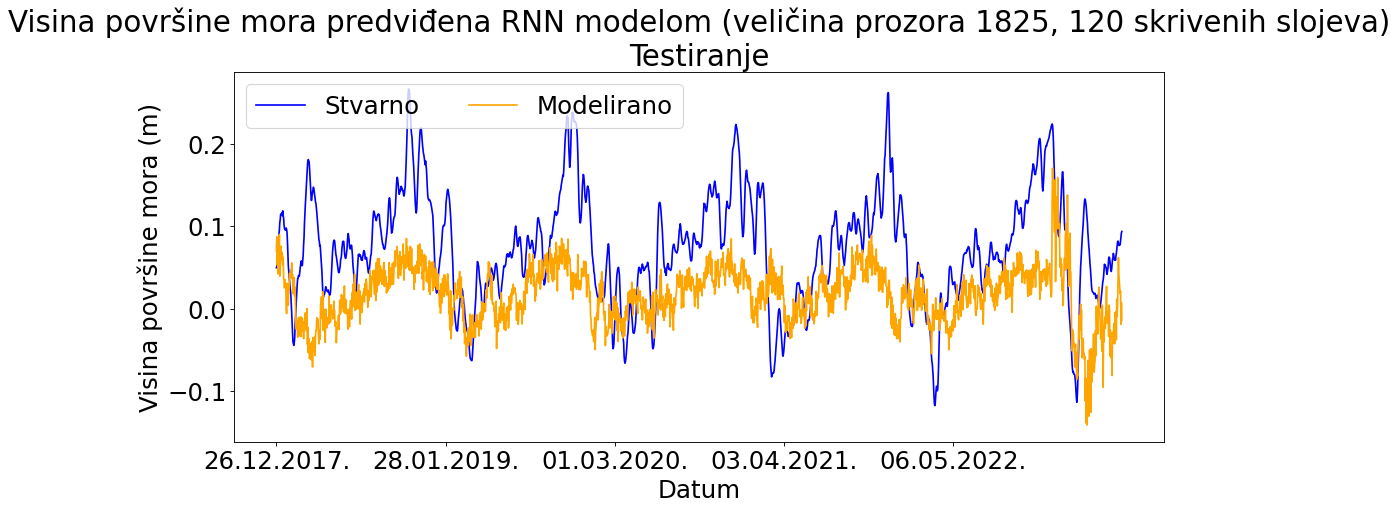 Visina površine mora predviđena RNN modelom (veličina prozora 1825, 120 skrivenih slojeva)
Testiranje
Stvarno Modelirano
Visina površine mora (m)
0.2
0.1
0.0
−0.1
26.12.2017. 28.01.2019. 01.03.2020. 03.04.2021. 06.05.2022.
Datum